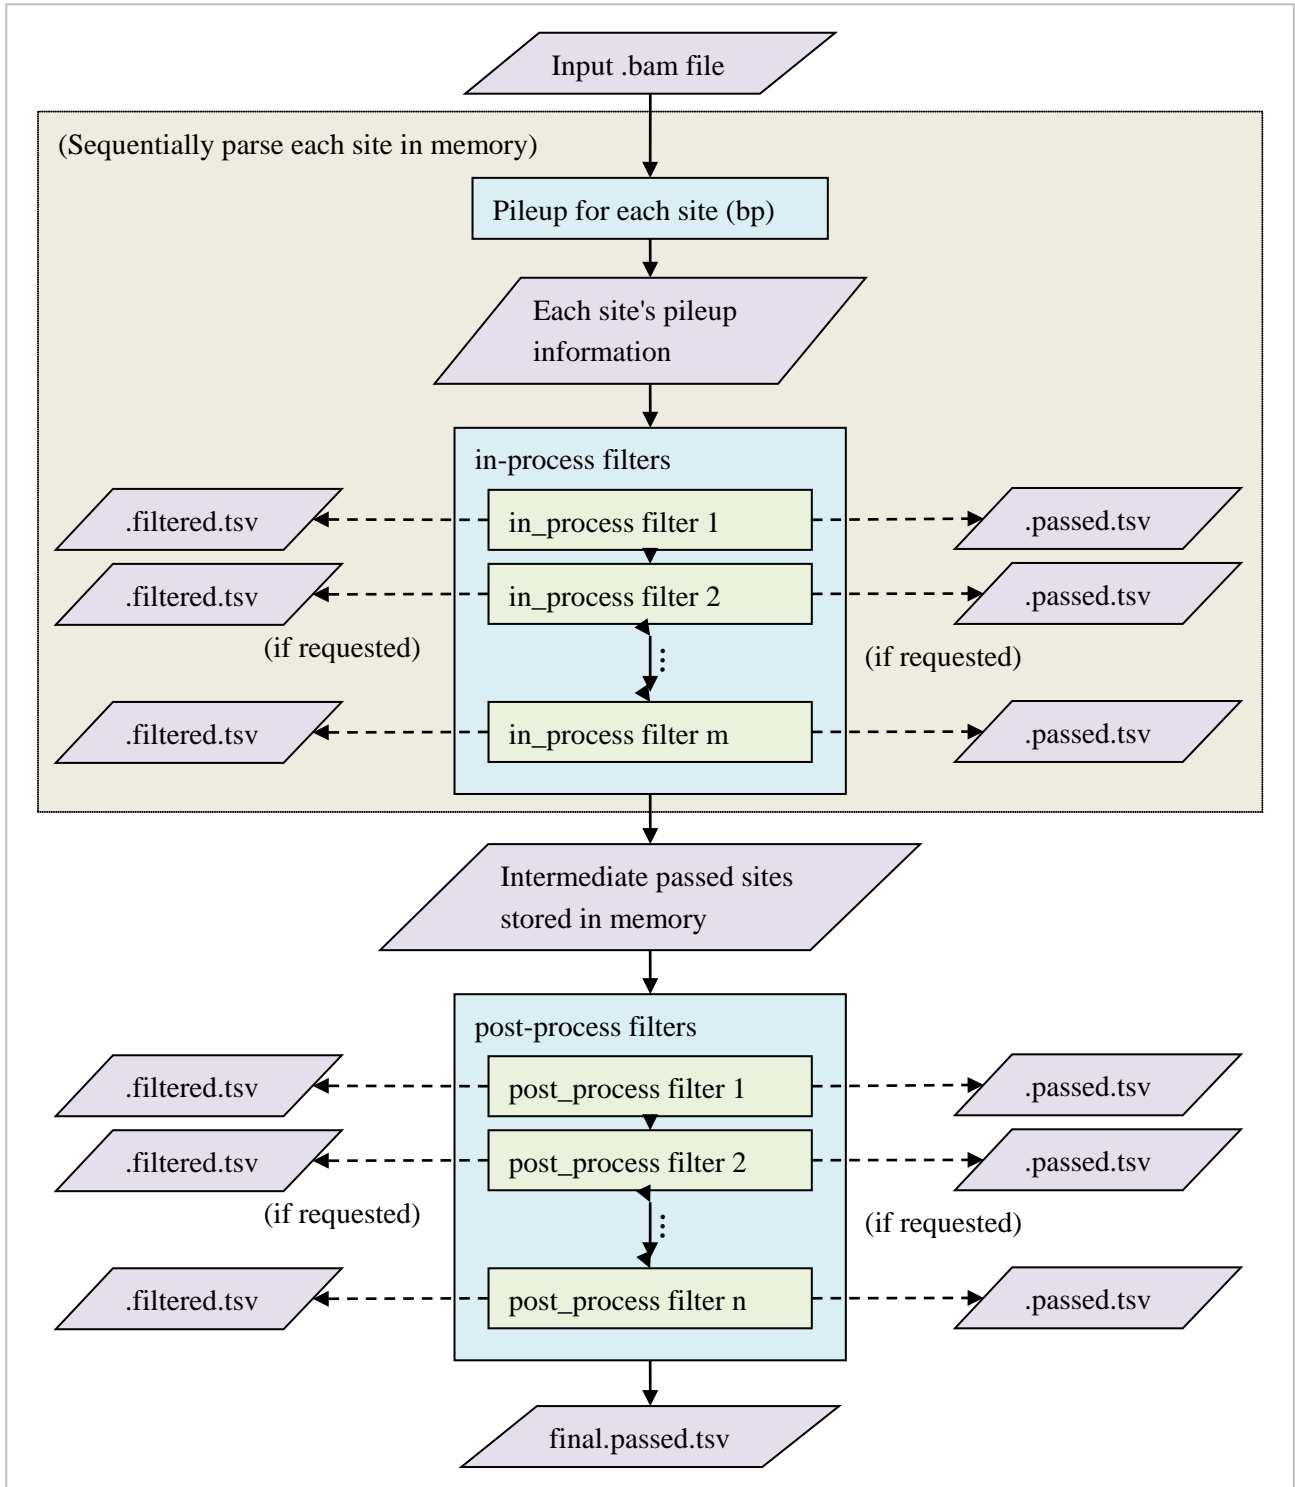 Input .bam file
(Sequentially parse each site in memory)
Pileup for each site (bp)
Each site's pileup
information
in-process filters
.filtered.tsv
in_process filter 1
.passed.tsv
.filtered.tsv
in_process filter 2
.passed.tsv
(if requested)
...
(if requested)
.filtered.tsv
in_process filter m
.passed.tsv
Intermediate passed sites
stored in memory
post-process filters
.filtered.tsv
post_process filter 1
.passed.tsv
.filtered.tsv
post_process filter 2
.passed.tsv
(if requested)
...
(if requested)
.filtered.tsv
post_process filter n
.passed.tsv
final.passed.tsv